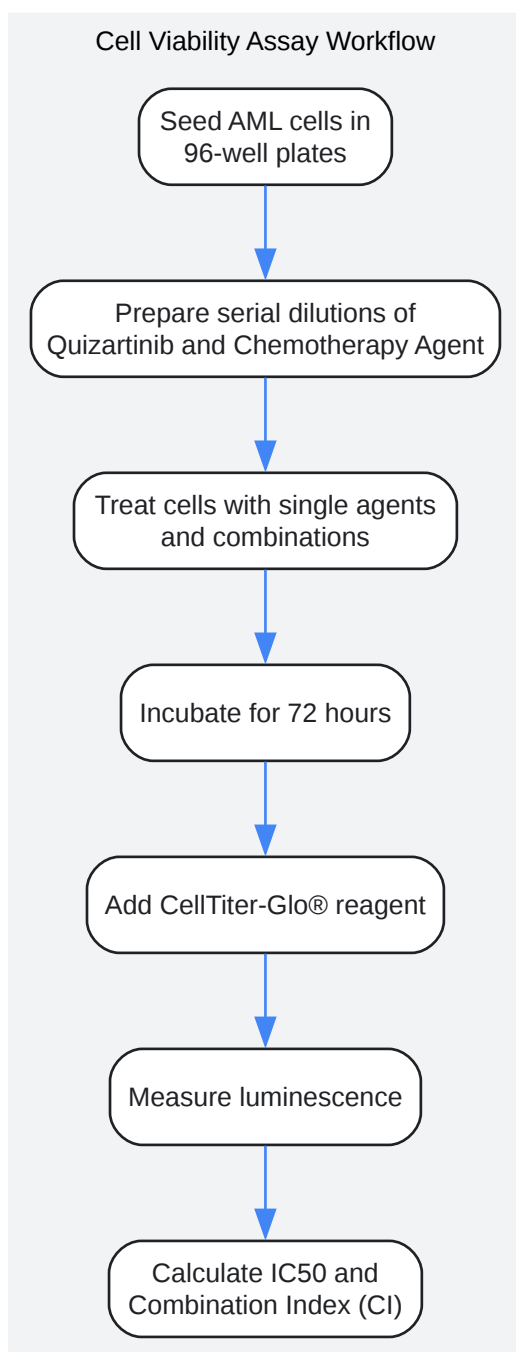 Cell Viability Assay Workflow
Seed AML cells in
96-well plates
Prepare serial dilutions of
Quizartinib and Chemotherapy Agent
Treat cells with single agents
and combinations
Incubate for 72 hours
Add CellTiter-Glo® reagent
Measure luminescence
Calculate IC50 and
Combination Index (CI)